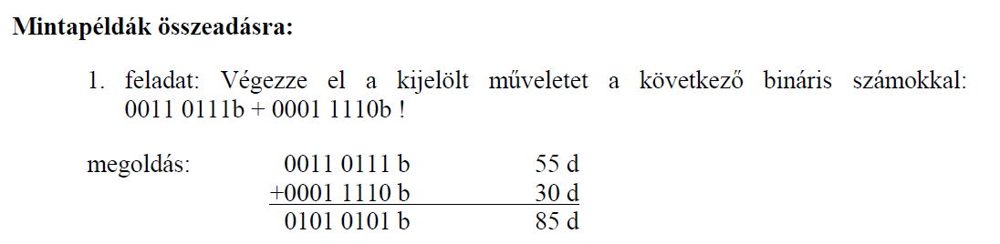 Mintapéldák összeadásra:
1. feladat: Végezze el a kijelölt műveletet a következő bináris számokkal:
0011 0111b + 0001 1110b !
megoldás: 0011 0111 b 55 d
+0001 1110 b 30 d
0101 0101 b 85 d